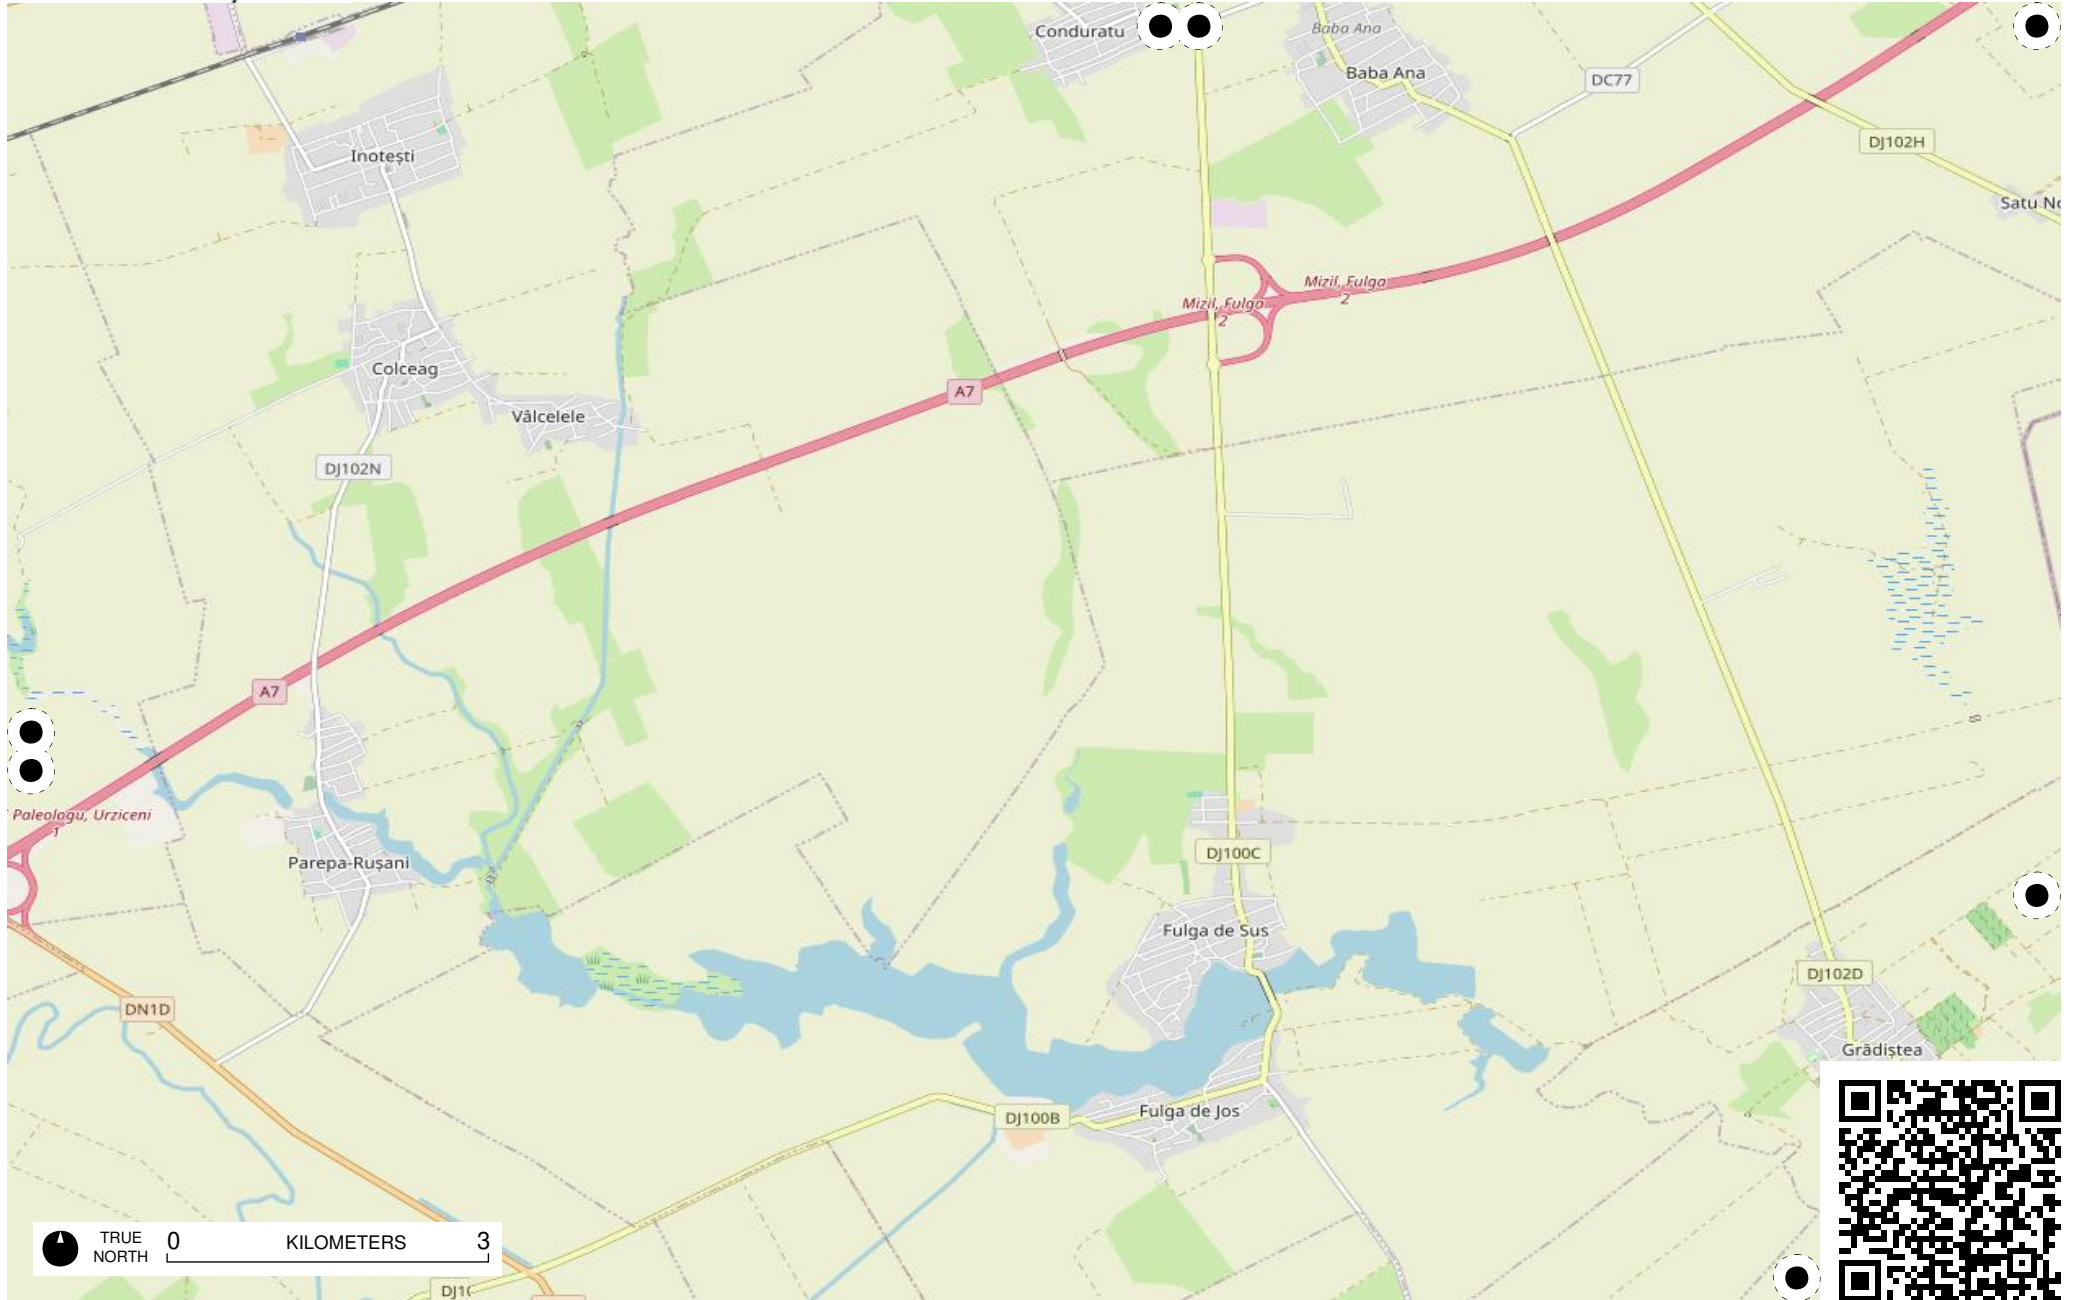 Conduratu
Baba Ana
Baba Ana
DC77
DJ102H
Inotești
Satu No
Mizil, Fulga
2
Mizil, Fulga
2
Colceag
A7
Vâlcelele
DJ102N
A7
Paleologu, Urziceni
1
DJ100C
Parepa-Rușani
Fulga de Sus
DJ102D
DN1D
Grădiștea
DJ100B
Fulga de Jos
TRUE
NORTH
0 KILOMETERS 3
DJ10